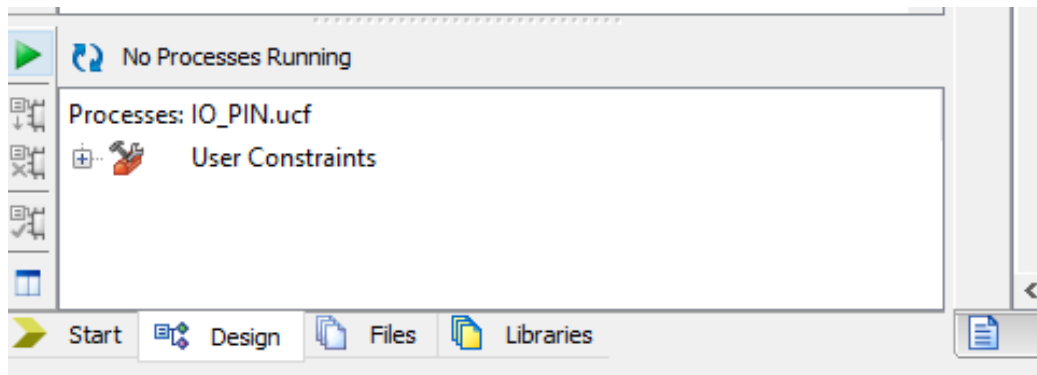 No Processes Running
Processes: IO_PIN.ucf
User Constraints
Start Design Files Libraries